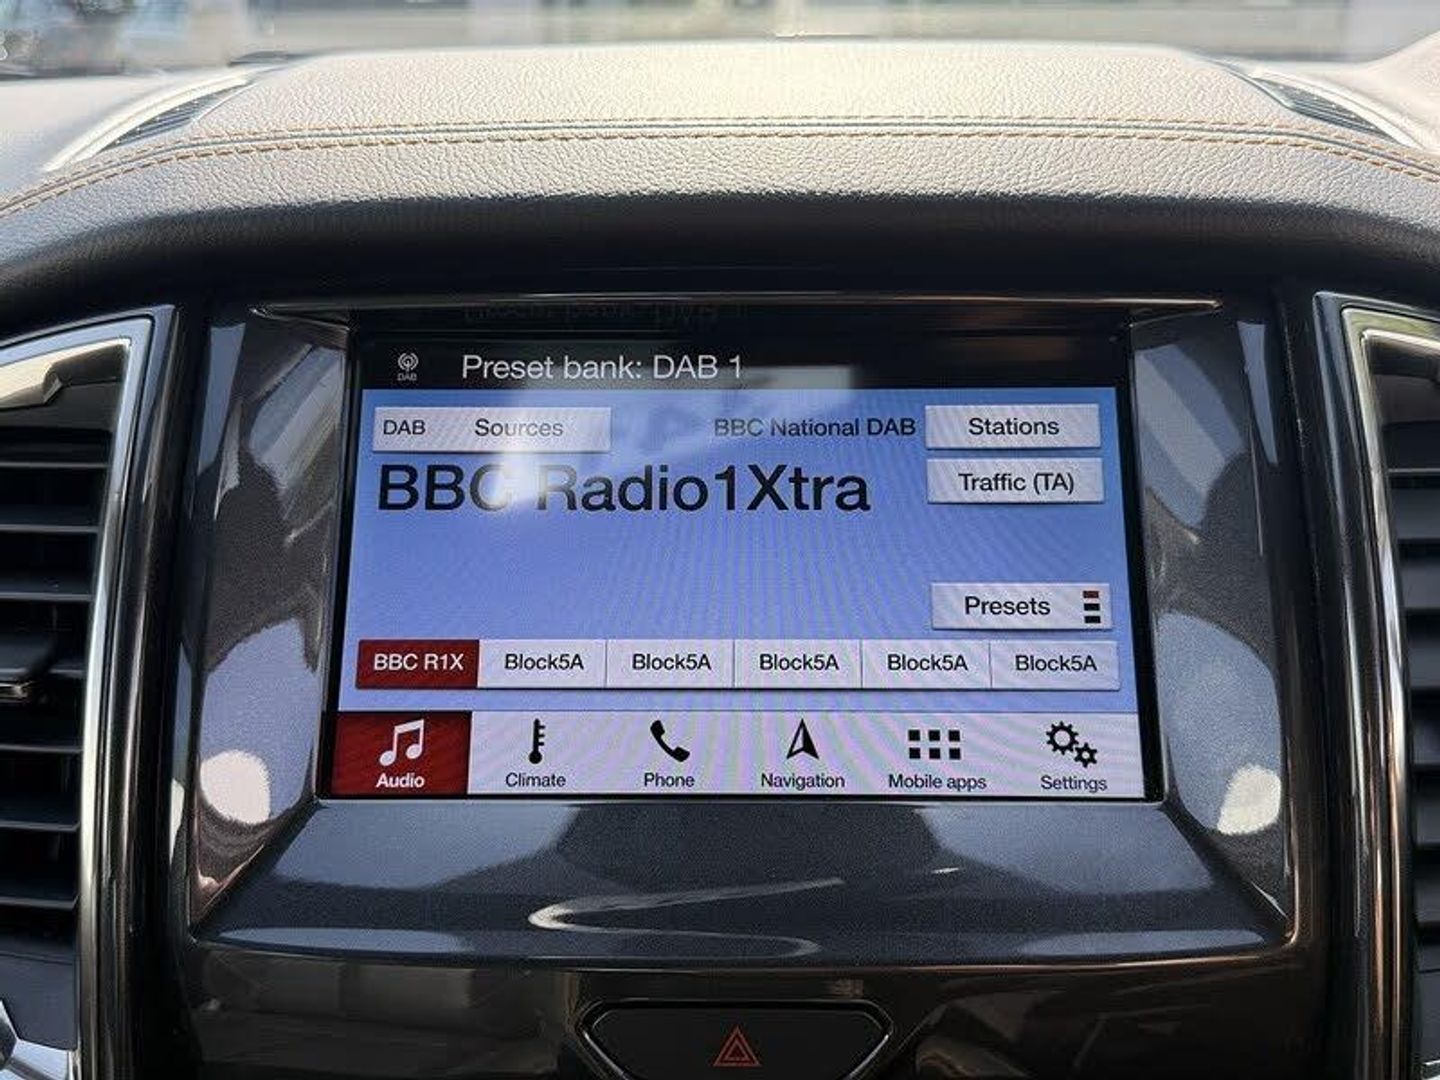 DAB
Preset bank: DAB 1
DAB Sources
BBC National DAB
Stations
BBC Radio1Xtra
Traffic (TA)
Presets
BBC R1X
Block5A
Block5A
Block5A
Block5A
Block5A
Audio
Climate
Phone
Navigation
Mobile apps
Settings